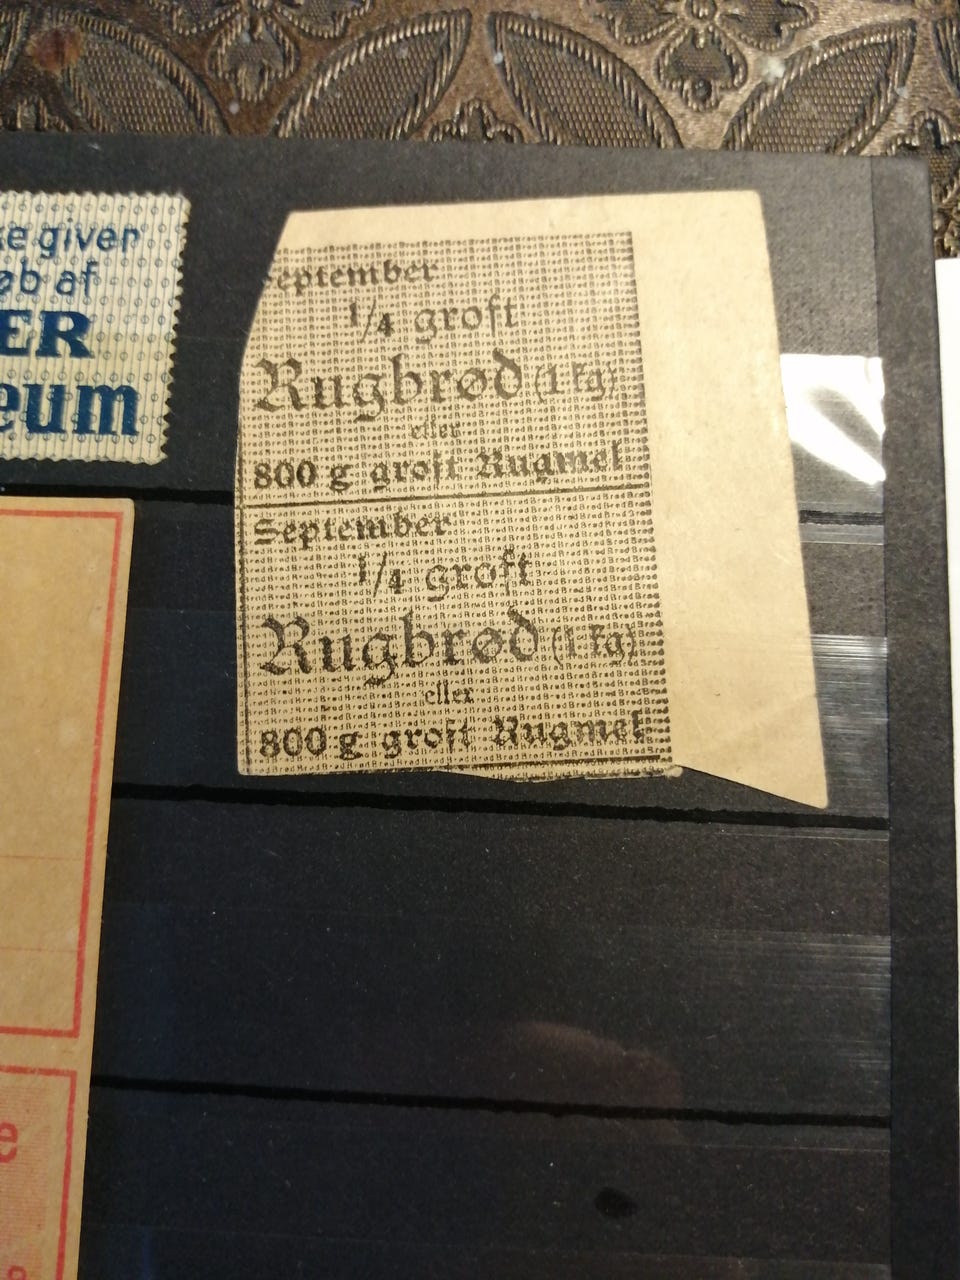 ke giver
øb af
ER
eum
eptember
1/4 groft
Rugbrød (1 kg)
eller
800 g groft Rugmel
September
1/4 groft
Rugbrød (1 kg)
eller
800 g groft Rugmel
e